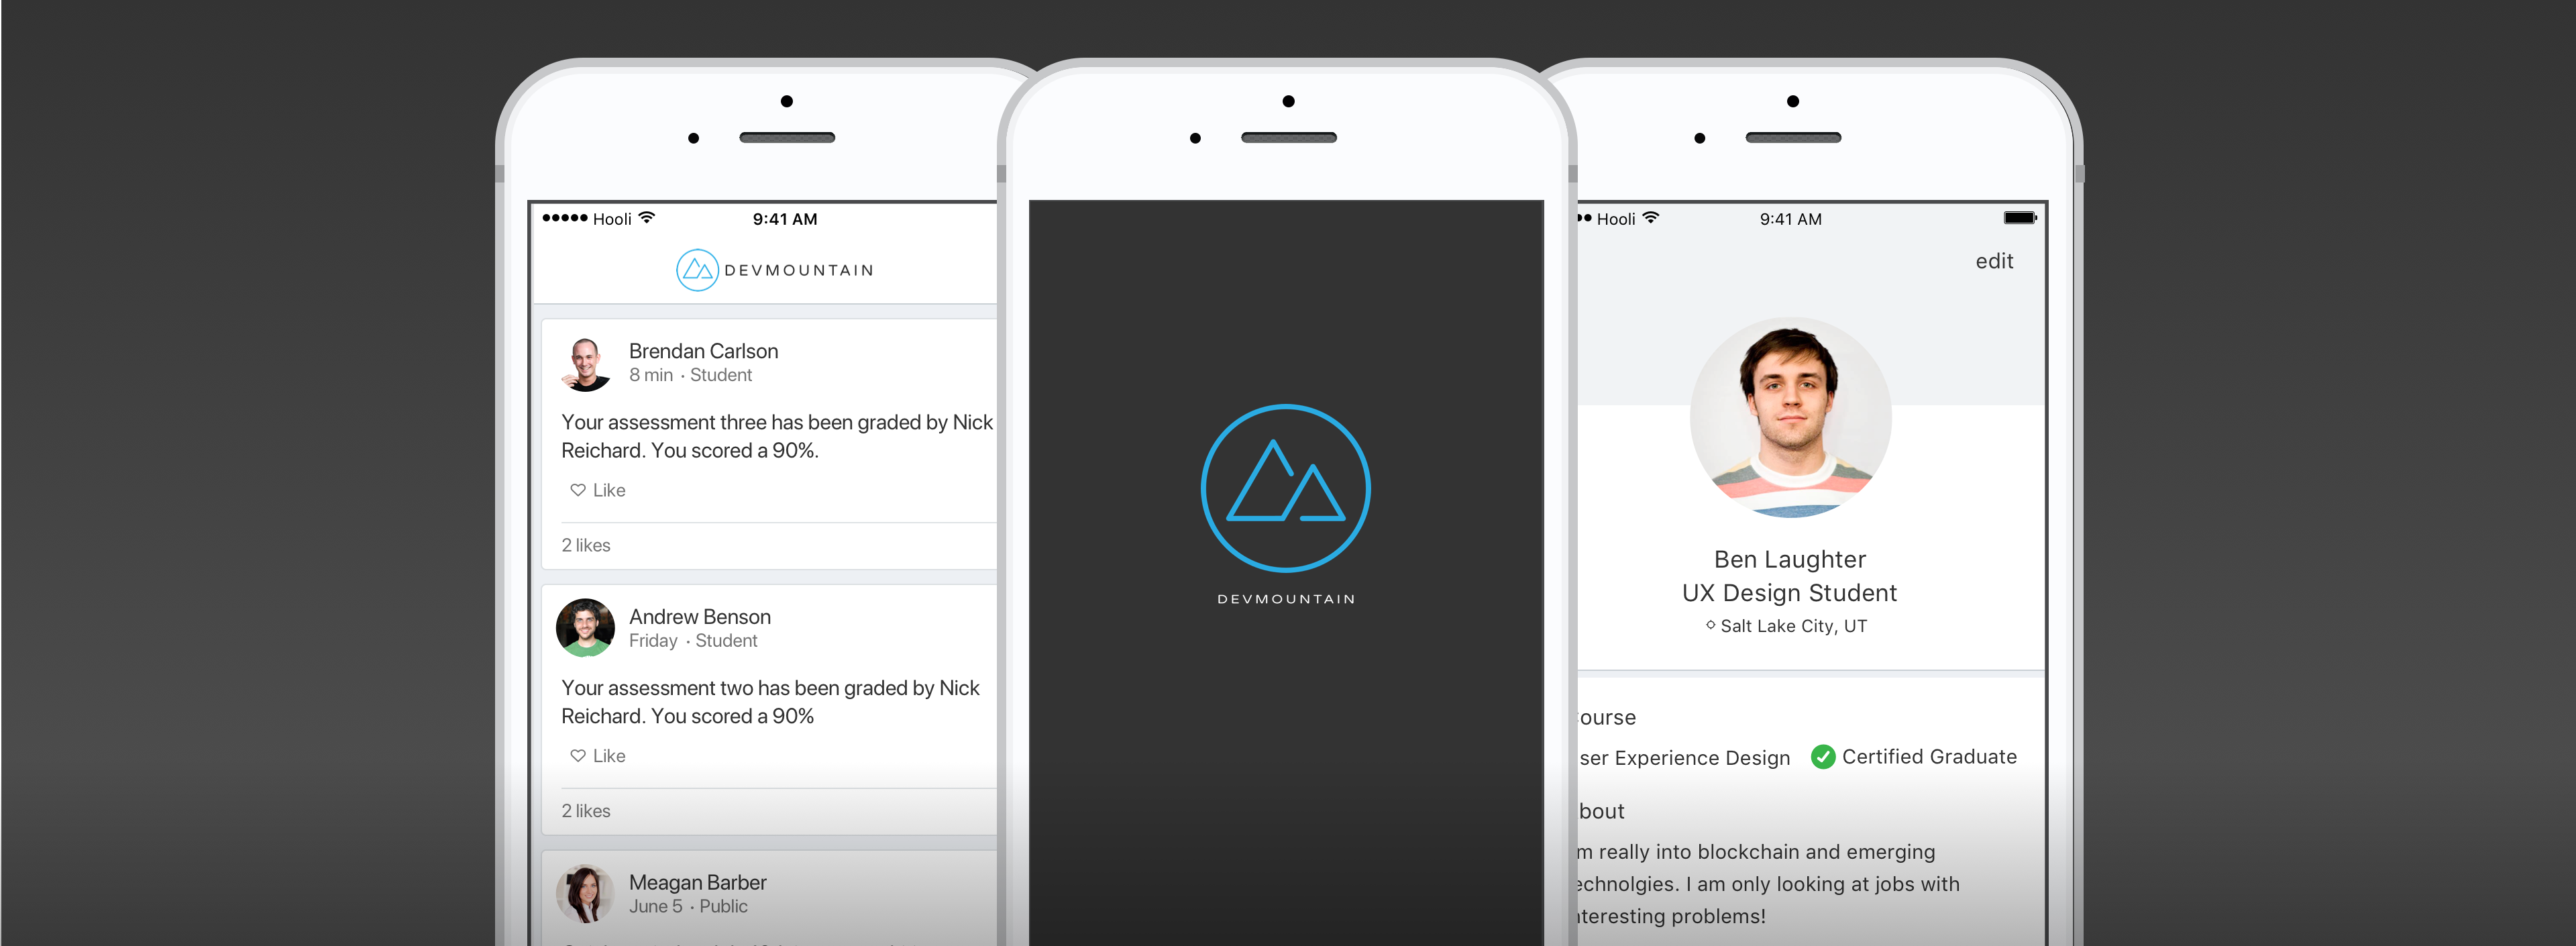 Hooli
9:41 AM
DEVMOUNTAIN
Brendan Carlson
8 min · Student
Your assessment three has been graded by Nick
Reichard. You scored a 90%.
Like
2 likes
Andrew Benson
Friday · Student
Your assessment two has been graded by Nick
Reichard. You scored a 90%
Like
2 likes
Meagan Barber
June 5 · Public
DEVMOUNTAIN
Hooli
9:41 AM
edit
Ben Laughter
UX Design Student
Salt Lake City, UT
ourse
ser Experience Design
Certified Graduate
bout
m really into blockchain and emerging
echnolgies. I am only looking at jobs with
nteresting problems!